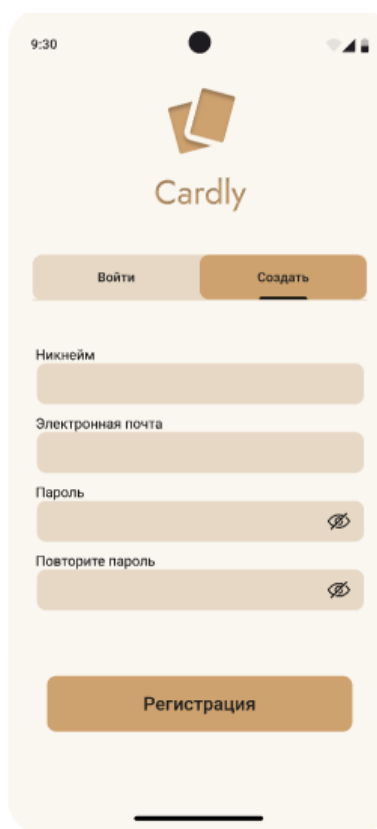 9:30
Cardly
Войти Создать
Никнейм
Электронная почта
Пароль
Повторите пароль
Регистрация